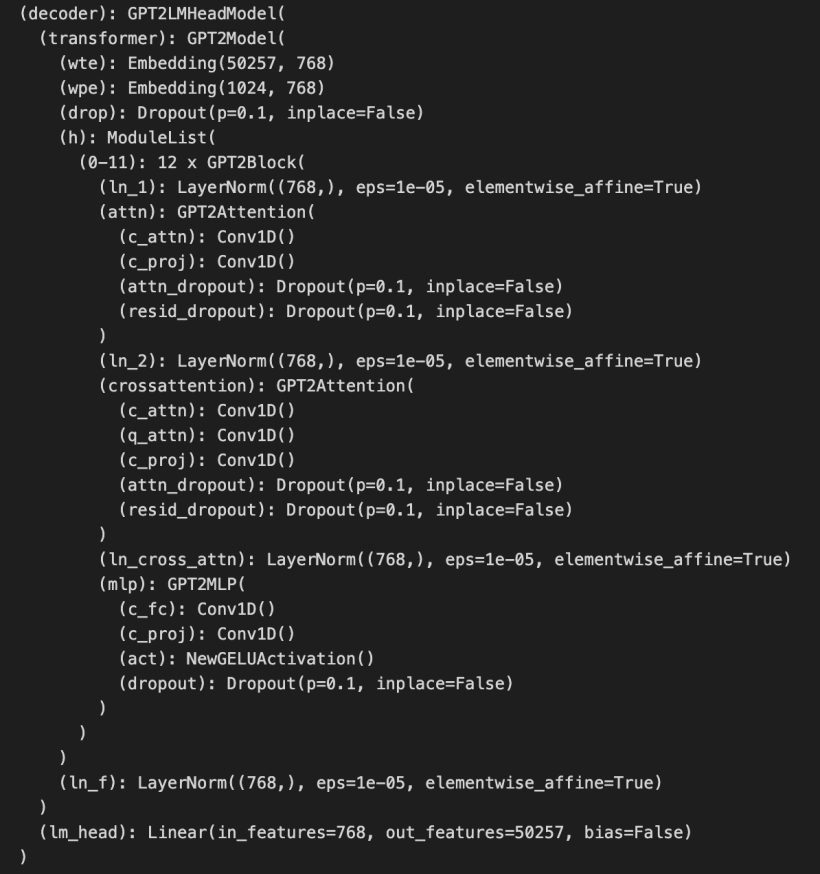 (decoder): GPT2LMHeadModel(
  (transformer): GPT2Model(
    (wte): Embedding(50257, 768)
    (wpe): Embedding(1024, 768)
    (drop): Dropout(p=0.1, inplace=False)
    (h): ModuleList(
      (0-11): 12 x GPT2Block(
        (ln_1): LayerNorm((768,), eps=1e-05, elementwise_affine=True)
        (attn): GPT2Attention(
          (c_attn): Conv1D()
          (c_proj): Conv1D()
          (attn_dropout): Dropout(p=0.1, inplace=False)
          (resid_dropout): Dropout(p=0.1, inplace=False)
        )
        (ln_2): LayerNorm((768,), eps=1e-05, elementwise_affine=True)
        (crossattention): GPT2Attention(
          (c_attn): Conv1D()
          (q_attn): Conv1D()
          (c_proj): Conv1D()
          (attn_dropout): Dropout(p=0.1, inplace=False)
          (resid_dropout): Dropout(p=0.1, inplace=False)
        )
        (ln_cross_attn): LayerNorm((768,), eps=1e-05, elementwise_affine=True)
        (mlp): GPT2MLP(
          (c_fc): Conv1D()
          (c_proj): Conv1D()
          (act): NewGELUActivation()
          (dropout): Dropout(p=0.1, inplace=False)
        )
      )
    )
    (ln_f): LayerNorm((768,), eps=1e-05, elementwise_affine=True)
  )
  (lm_head): Linear(in_features=768, out_features=50257, bias=False)
)